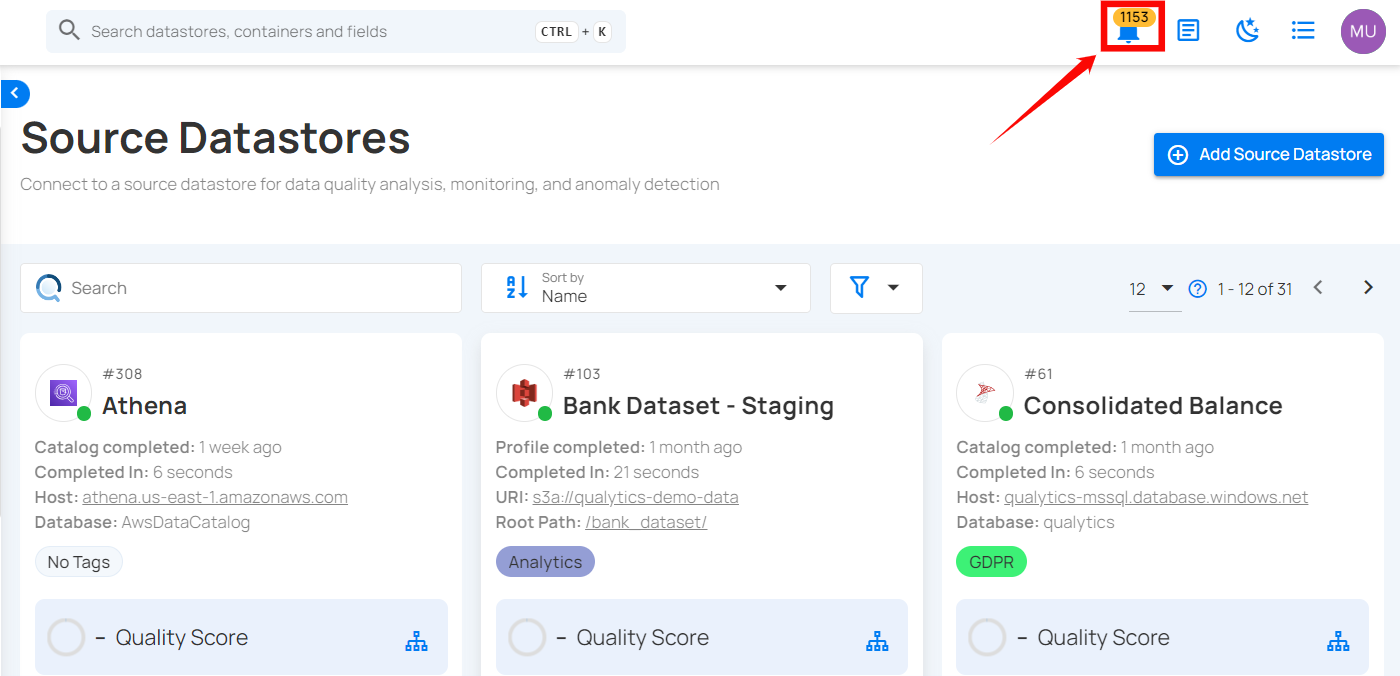 Search datastores, containers and fields
CTRL + K
1153
MU
Source Datastores
Connect to a source datastore for data quality analysis, monitoring, and anomaly detection
Add Source Datastore
Search
Sort by
Name
12
1 - 12 of 31
#308
Athena
Catalog completed: 1 week ago
Completed In: 6 seconds
Host: athena.us-east-1.amazonaws.com
Database: AwsDataCatalog
No Tags
– Quality Score
#103
Bank Dataset - Staging
Profile completed: 1 month ago
Completed In: 21 seconds
URI: s3a://qualytics-demo-data
Root Path: /bank_dataset/
Analytics
– Quality Score
#61
Consolidated Balance
Catalog completed: 1 month ago
Completed In: 6 seconds
Host: qualytics-mssql.database.windows.net
Database: qualytics
GDPR
– Quality Score